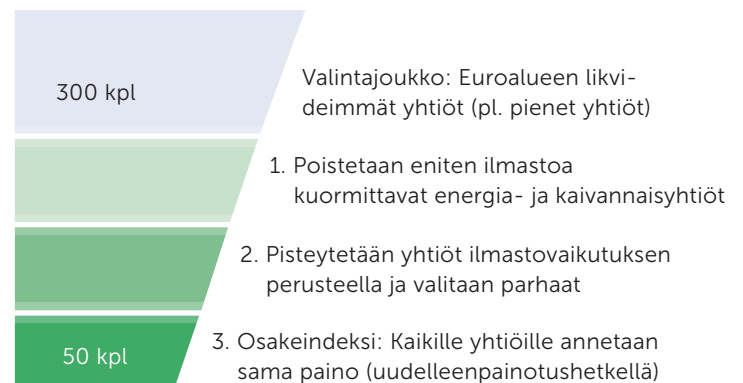 300 kpl
Valintajoukko: Euroalueen likvi-
deimmät yhtiöt (pl. pienet yhtiöt)
1. Poistetaan eniten ilmastoa
kuormittavat energia- ja kaivannaisyhtiöt
2. Pisteytetään yhtiöt ilmastovaikutuksen
perusteella ja valitaan parhaat
50 kpl
3. Osakeindeksi: Kaikille yhtiöille annetaan
sama paino (uudelleenpainotushetkellä)